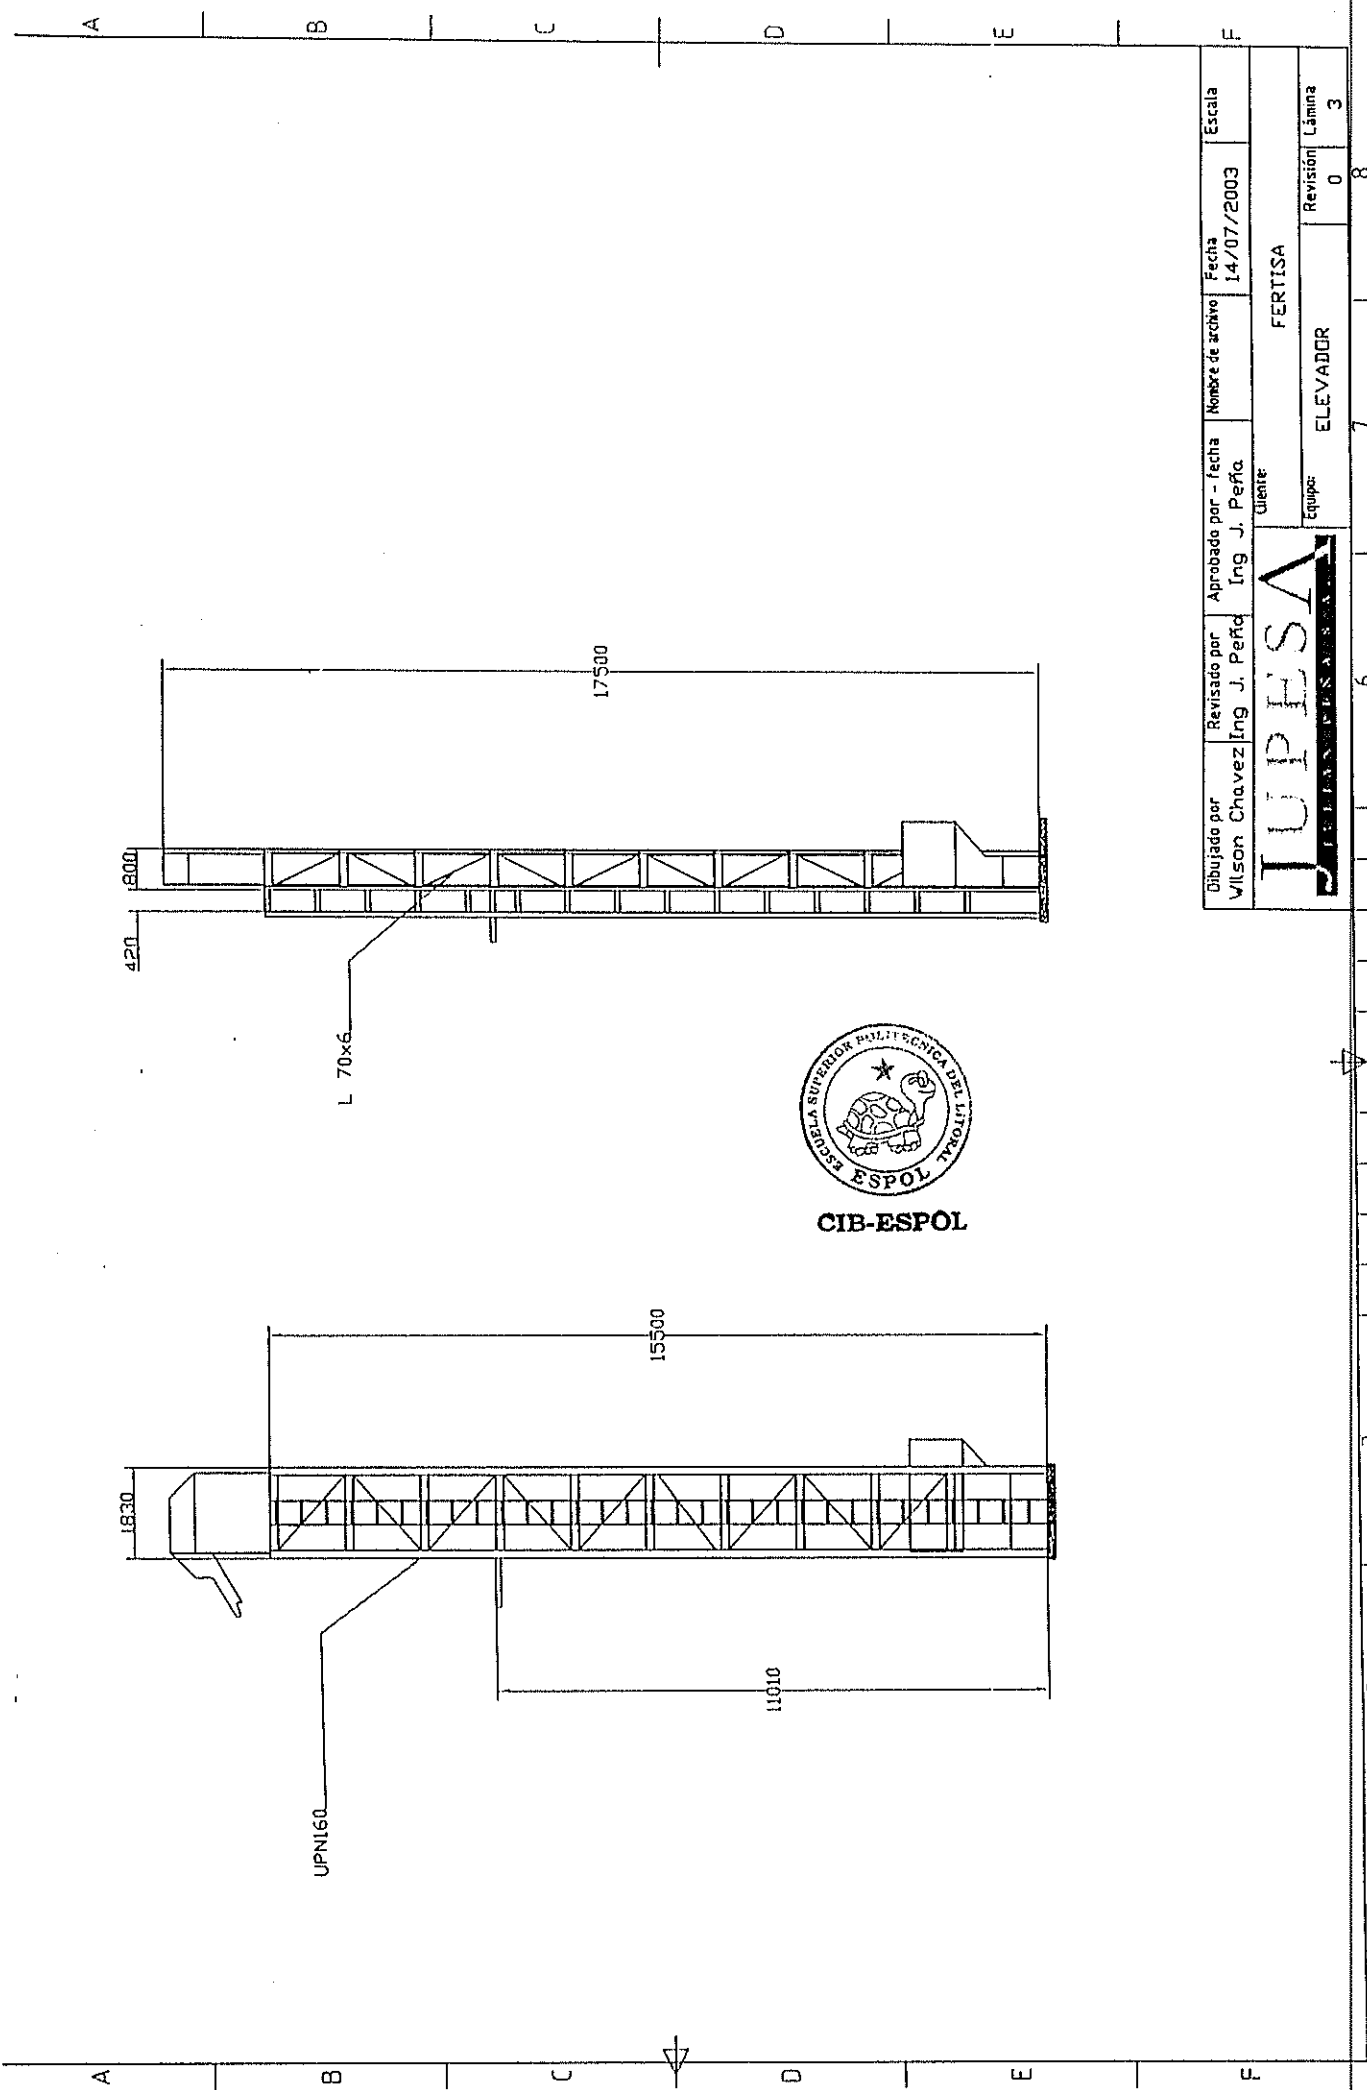 A
B
C
D
E
F
1830
15500
11010
UPN160
420
800
17500
L 70x6
ESCUELA SUPERIOR POLITECNICA DEL LITORAL
ESPOL
CIB-ESPOL
Dibujado por
Wilson Chavez
Revisado por
Ing J. Peña
Aprobado por - fecha
Ing J. Peña
Nombre de archivo
Fecha
14/07/2003
Escala
JUPESA
Cliente:
FERTISA
Equipo:
ELEVADOR
Revisión
0
Lámina
3
6
7
8
A
B
C
D
E
F